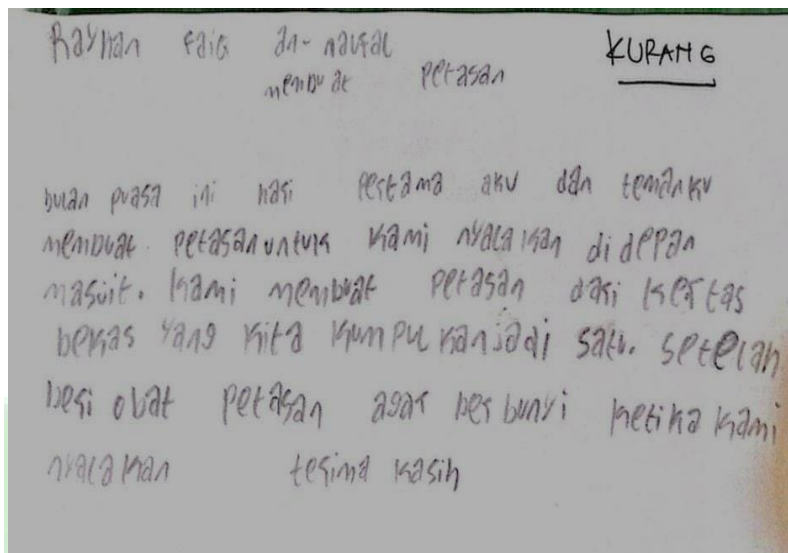 Rayhan Faiq an-naufal
KURANG
membuat petasan
bulan puasa ini hari pertama aku dan temanku
membuat petasan untuk kami nyalakan di depan
masjit. kami membuat petasan dari kertas
bekas yang kita kumpulkan jadi satu. setelah
beri obat petasan agar berbunyi ketika kami
nyalakan terima kasih